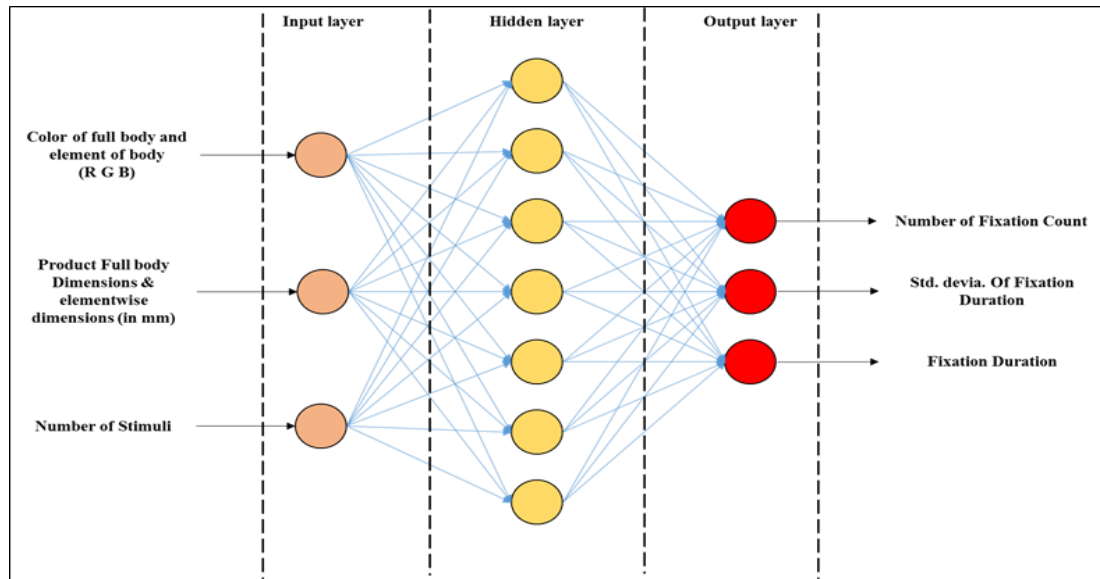 Input layer
Hidden layer
Output layer
Color of full body and
element of body
(R G B)
Product Full body
Dimensions &
elementwise
dimensions (in mm)
Number of Stimuli
Number of Fixation Count
Std. devia. Of Fixation
Duration
Fixation Duration